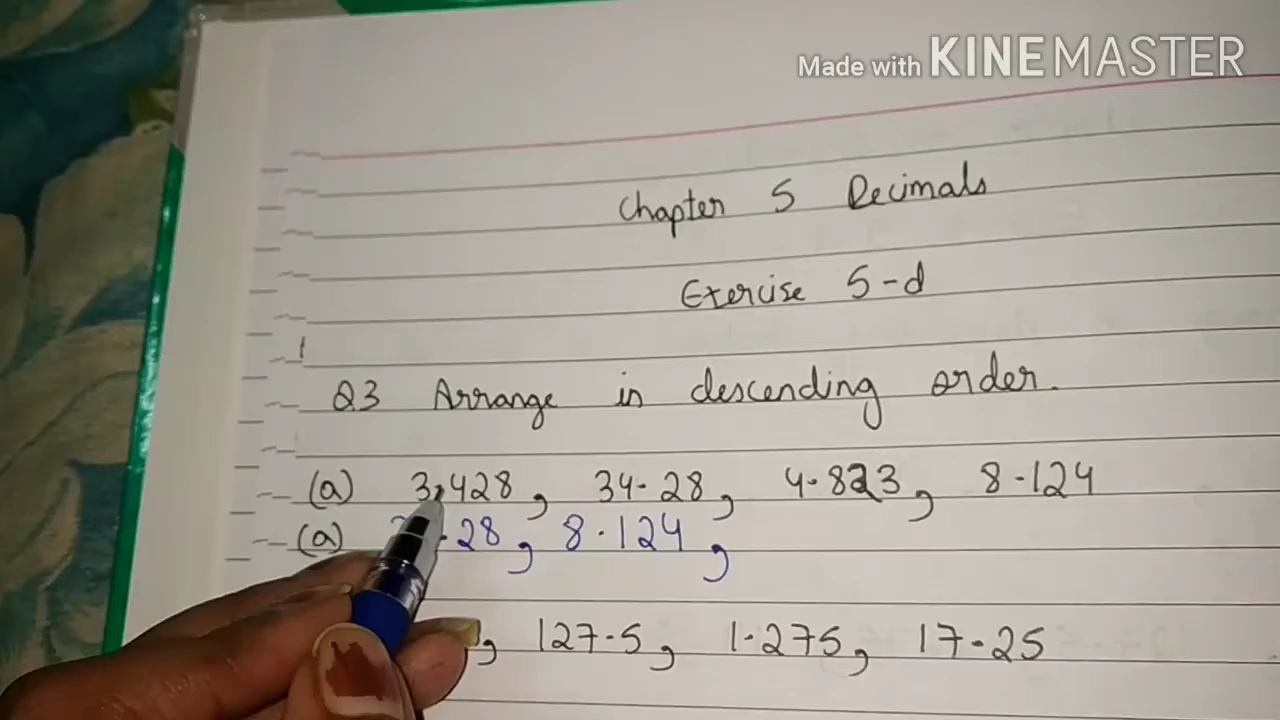 Made with KINEMASTER
Chapter 5 Decimals
Exercise 5-d
Q3 Arrange in descending order.
(a) 3.428, 34.28, 4.823, 8.124
(a) .28, 8.124,
, 127.5, 1.275, 17.25